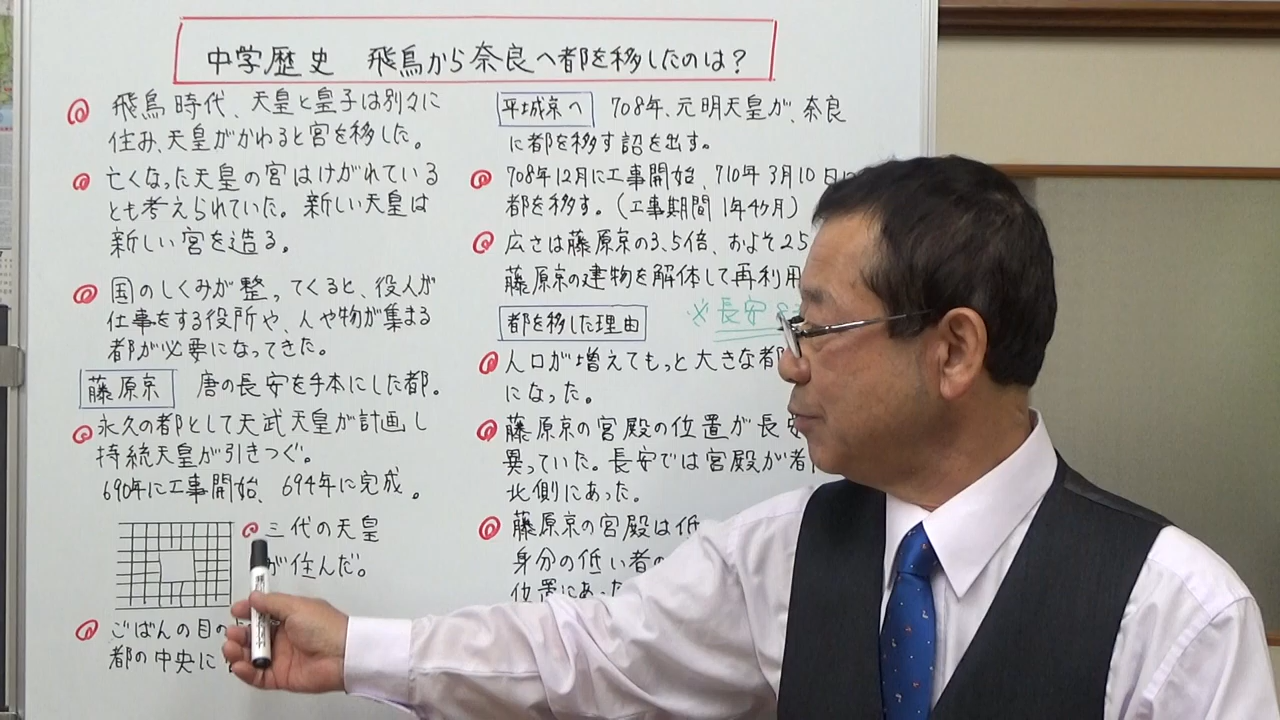 中学歴史 飛鳥から奈良へ都を移したのは?
飛鳥時代、天皇と皇子は別々に
住み、天皇がかわると宮を移した。
亡くなった天皇の宮はけがれている
とも考えられていた。新しい天皇は
新しい宮を造る。
国のしくみが整ってくると、役人が
仕事をする役所や、人や物が集まる
都が必要になってきた。
藤原京 唐の長安を手本にした都。
永久の都として天武天皇が計画し
持統天皇が引きつぐ。
690年に工事開始、694年に完成。
三代の天皇
が住んだ。
ごばんの目の
都の中央に
平城京へ 708年、元明天皇が、奈良
に都を移す詔を出す。
708年12月に工事開始、710年3月10日に
都を移す。(工事期間 1年4ヶ月)
広さは藤原京の3.5倍、およそ25
藤原京の建物を解体して再利用
※長安
都を移した理由
人口が増えてもっと大きな都
になった。
藤原京の宮殿の位置が長安
異っていた。長安では宮殿が都
北側にあった。
藤原京の宮殿は低
身分の低い者の
位置にあった